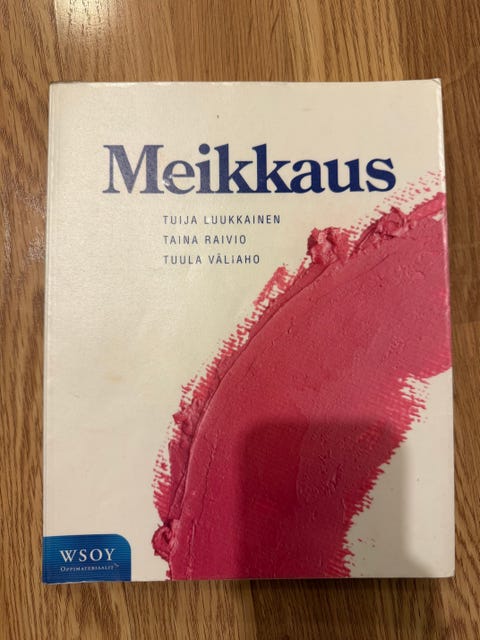 Meikkaus
TUIJA LUUKKAINEN
TAINA RAIVIO
TUULA VÄLIAHO
WSOY
OPPIMATERIAALIT